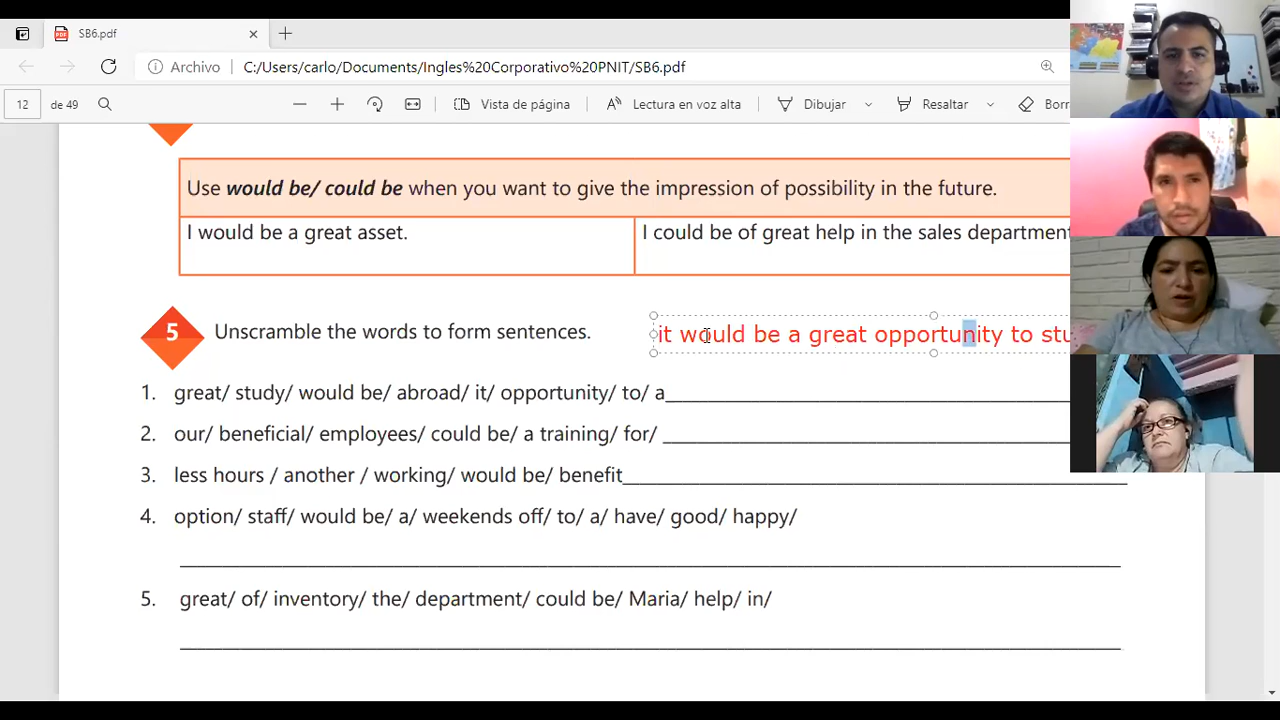 SB6.pdf
Archivo C:/Users/carlo/Documents
Corporativo%20PNIT/SB6.pdf
12 de 49 Vista de página Lectura en voz alta Dibujar Resaltar
Use would be/ could be when you want to give the impression of possibility in the future.
I would be a great asset. I could be of great help in the sales department
5 Unscramble the words to form sentences. it would be a great opportunity to
1. great/ study/ would be/ abroad/ it/ opportunity/ to/ a
2. our/ beneficial/ employees/ could be/ a training/ for/
3. less hours / another / working/ would be/ benefit
4. option/ staff/ would be/ a/ weekends off/ to/ a/ have/ good/ happy/
5. great/ of/ inventory/ the/ department/ could be/ Maria/ help/ in/